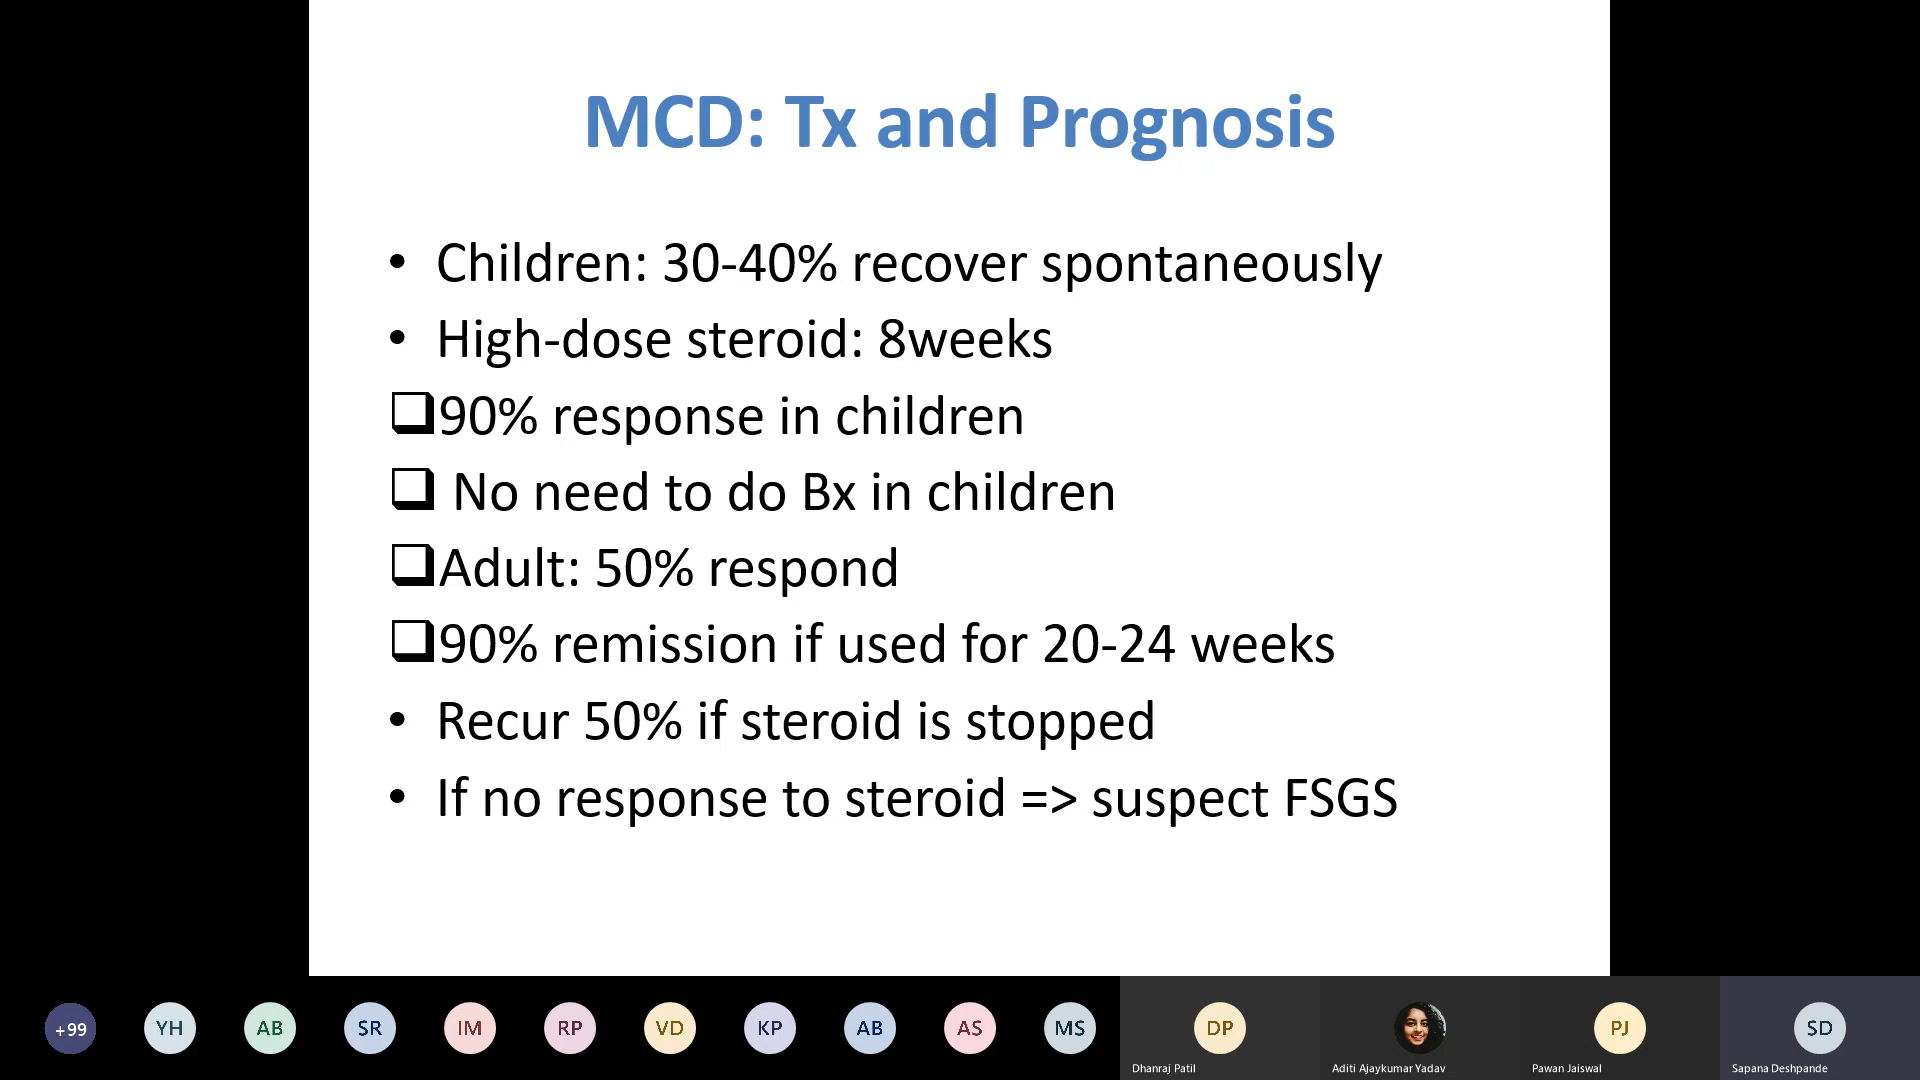 MCD: Tx and Prognosis
• Children: 30-40% recover spontaneously
• High-dose steroid: 8weeks
❑90% response in children
❑ No need to do Bx in children
❑Adult: 50% respond
❑90% remission if used for 20-24 weeks
• Recur 50% if steroid is stopped
• If no response to steroid => suspect FSGS
+99 YH AB SR IM RP VD KP AB AS MS DP PJ SD
Dhanraj Patil Aditi Ajaykumar Yadav Pawan Jaiswal Sapana Deshpande